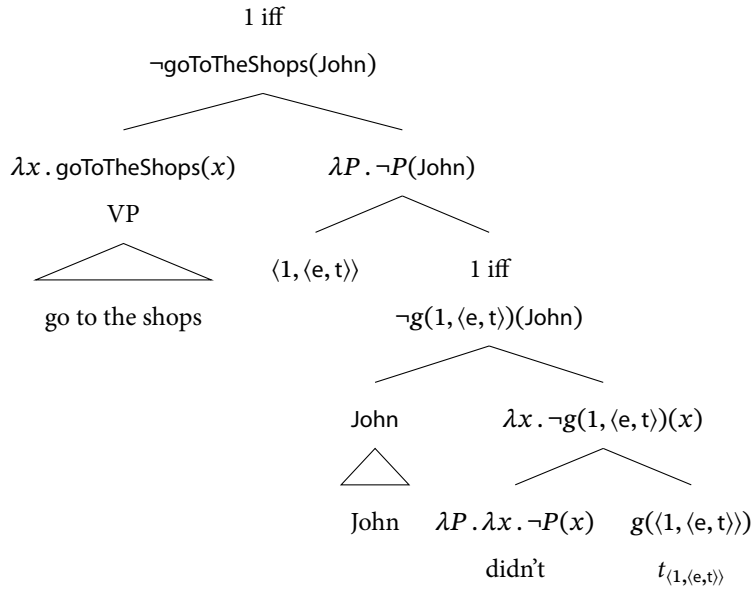 1 iff
¬goToTheShops(John)
λx . goToTheShops(x) λP . ¬P(John)
VP
⟨1, ⟨e, t⟩⟩ 1 iff
go to the shops
¬g(1, ⟨e, t⟩)(John)
John λx . ¬g(1, ⟨e, t⟩)(x)
John λP . λx . ¬P(x) g(⟨1, ⟨e, t⟩⟩)
didn't t⟨1,⟨e,t⟩⟩